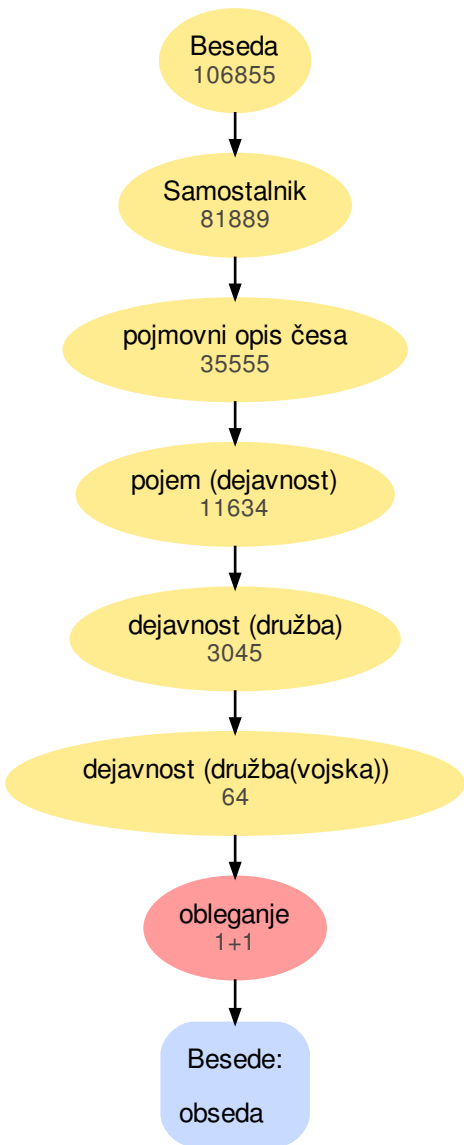 Beseda
106855
Samostalnik
81889
pojmovni opis česa
35555
pojem (dejavnost)
11634
dejavnost (družba)
3045
dejavnost (družba(vojska))
64
obleganje
1+1
Besede:
obseda